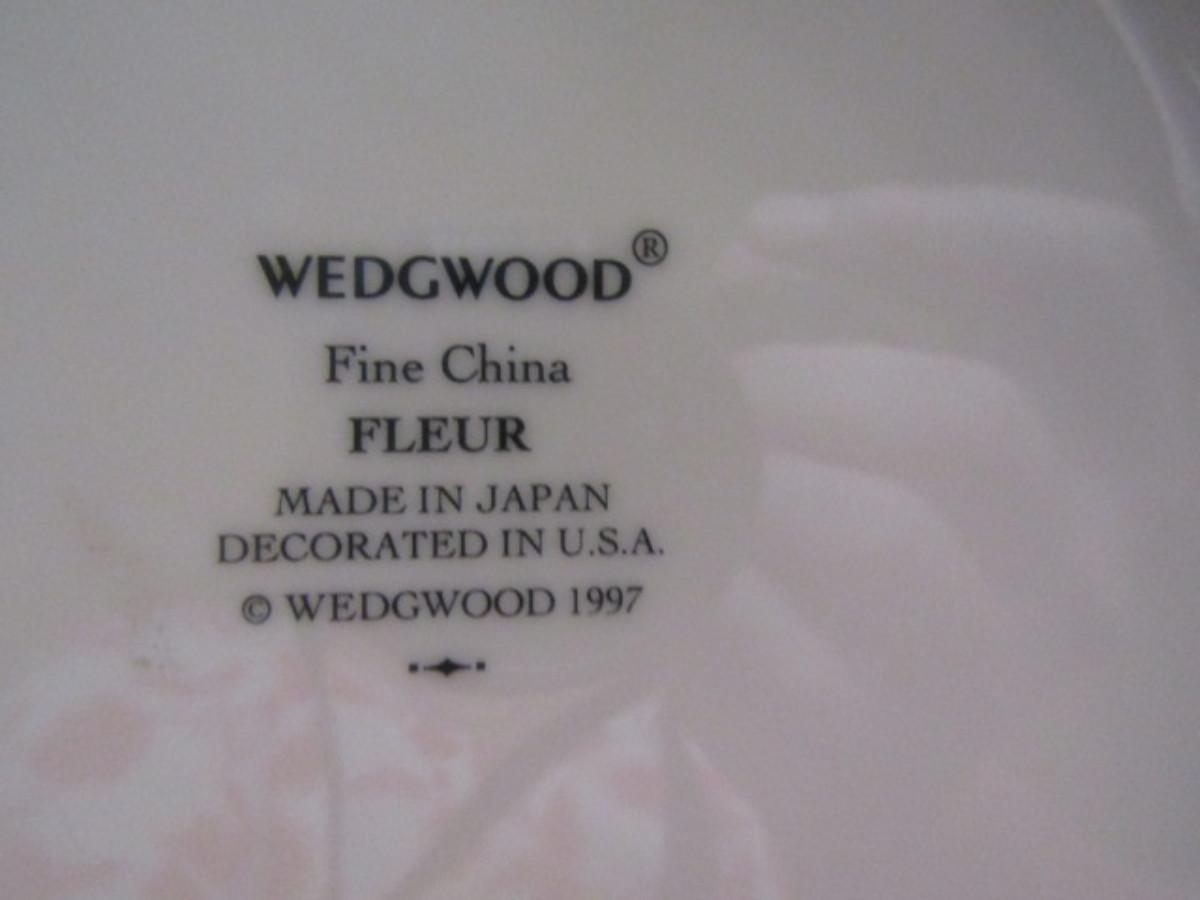 WEDGWOOD®
Fine China
FLEUR
MADE IN JAPAN
DECORATED IN U.S.A.
© WEDGWOOD 1997